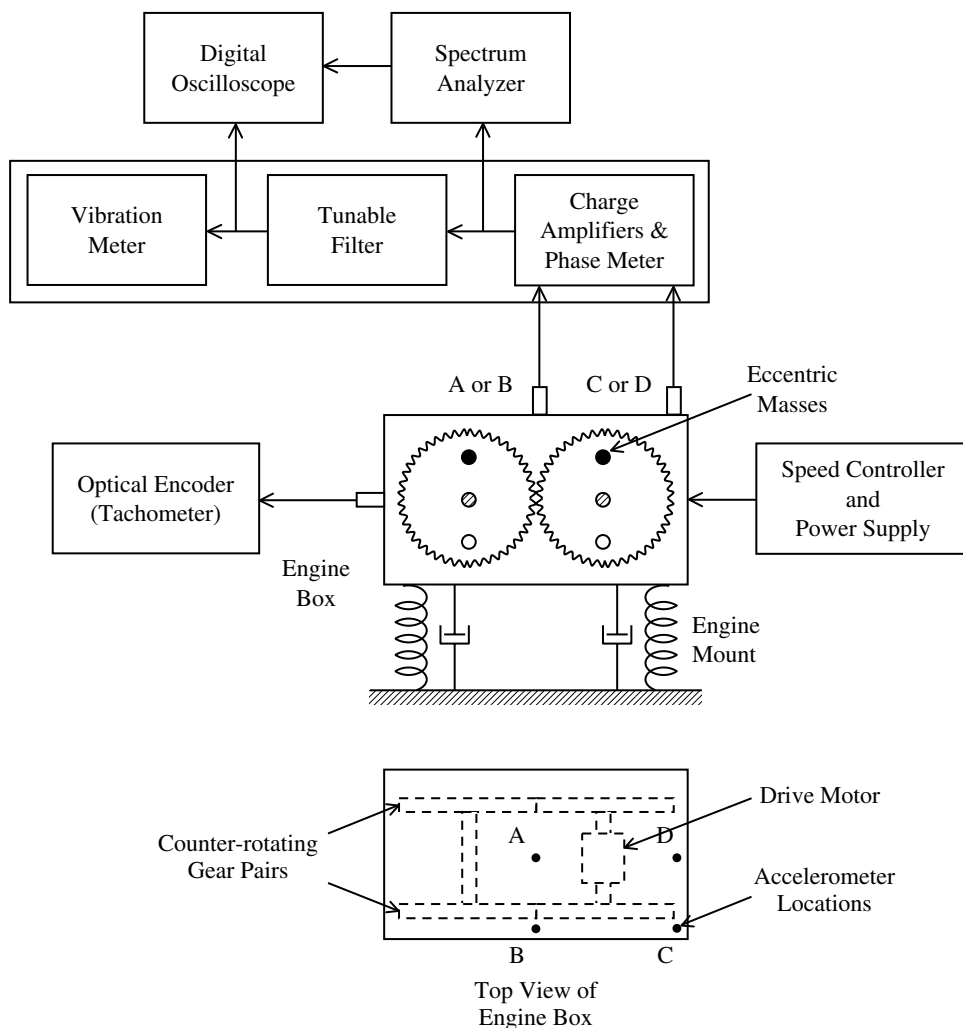 Digital
Oscilloscope
Spectrum
Analyzer
Vibration
Meter
Tunable
Filter
Charge
Amplifiers &
Phase Meter
A or B
C or D
Eccentric
Masses
Optical Encoder
(Tachometer)
Speed Controller
and
Power Supply
Engine
Box
Engine
Mount
Drive Motor
A
D
Counter-rotating
Gear Pairs
Accelerometer
Locations
B
C
Top View of
Engine Box